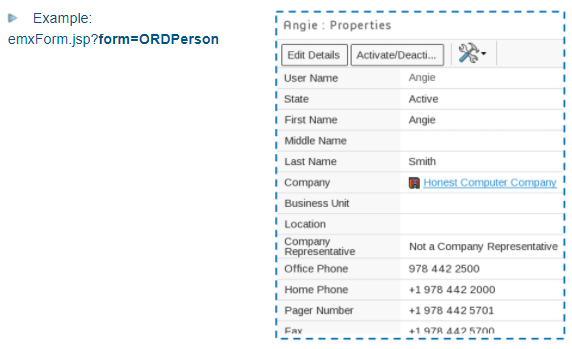 Example:
emxForm.jsp?form=ORDPerson
Angie : Properties
Edit Details Activate/Deacti...
User Name Angie
State Active
First Name Angie
Middle Name
Last Name Smith
Company Honest Computer Company
Business Unit
Location
Company
Representative Not a Company Representative
Office Phone 978 442 2500
Home Phone +1 978 442 2000
Pager Number +1 978 442 5701
Fax +1 978 442 5700